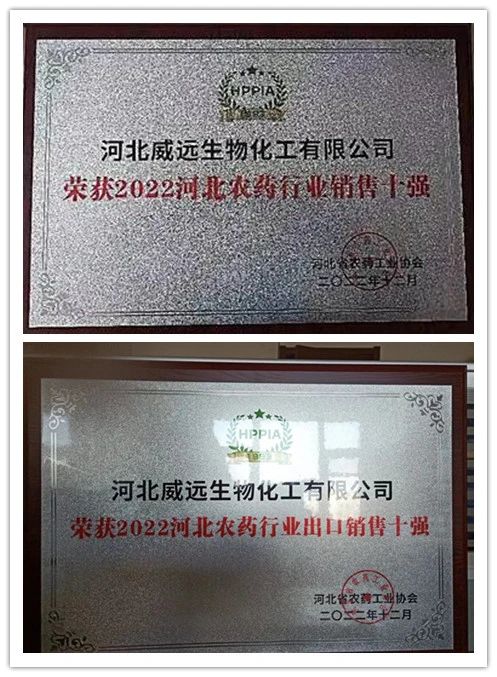 HPPIA
1993
河北威远生物化工有限公司
荣获2022河北农药行业销售十强
河北省农药工业协会
二〇二二年十二月
HPPIA
1993
河北威远生物化工有限公司
荣获2022河北农药行业出口销售十强
河北省农药工业协会
二〇二二年十二月